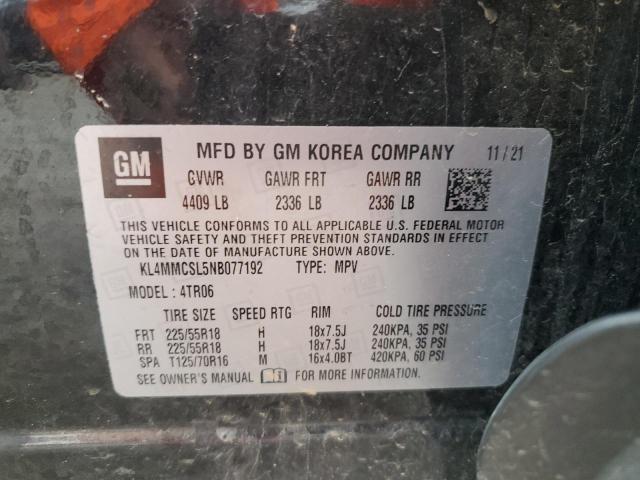 GM MFD BY GM KOREA COMPANY 11/21
GVWR GAWR FRT GAWR RR
4409 LB 2336 LB 2336 LB
THIS VEHICLE CONFORMS TO ALL APPLICABLE U.S. FEDERAL MOTOR
VEHICLE SAFETY AND THEFT PREVENTION STANDARDS IN EFFECT
ON THE DATE OF MANUFACTURE SHOWN ABOVE.
KL4MMCSL5NB077192 TYPE: MPV
MODEL: 4TR06
TIRE SIZE SPEED RTG RIM COLD TIRE PRESSURE
FRT 225/55R18 H 18x7.5J 240KPA, 35 PSI
RR 225/55R18 H 18x7.5J 240KPA, 35 PSI
SPA T125/70R16 M 16x4.0BT 420KPA, 60 PSI
SEE OWNER'S MANUAL FOR MORE INFORMATION.